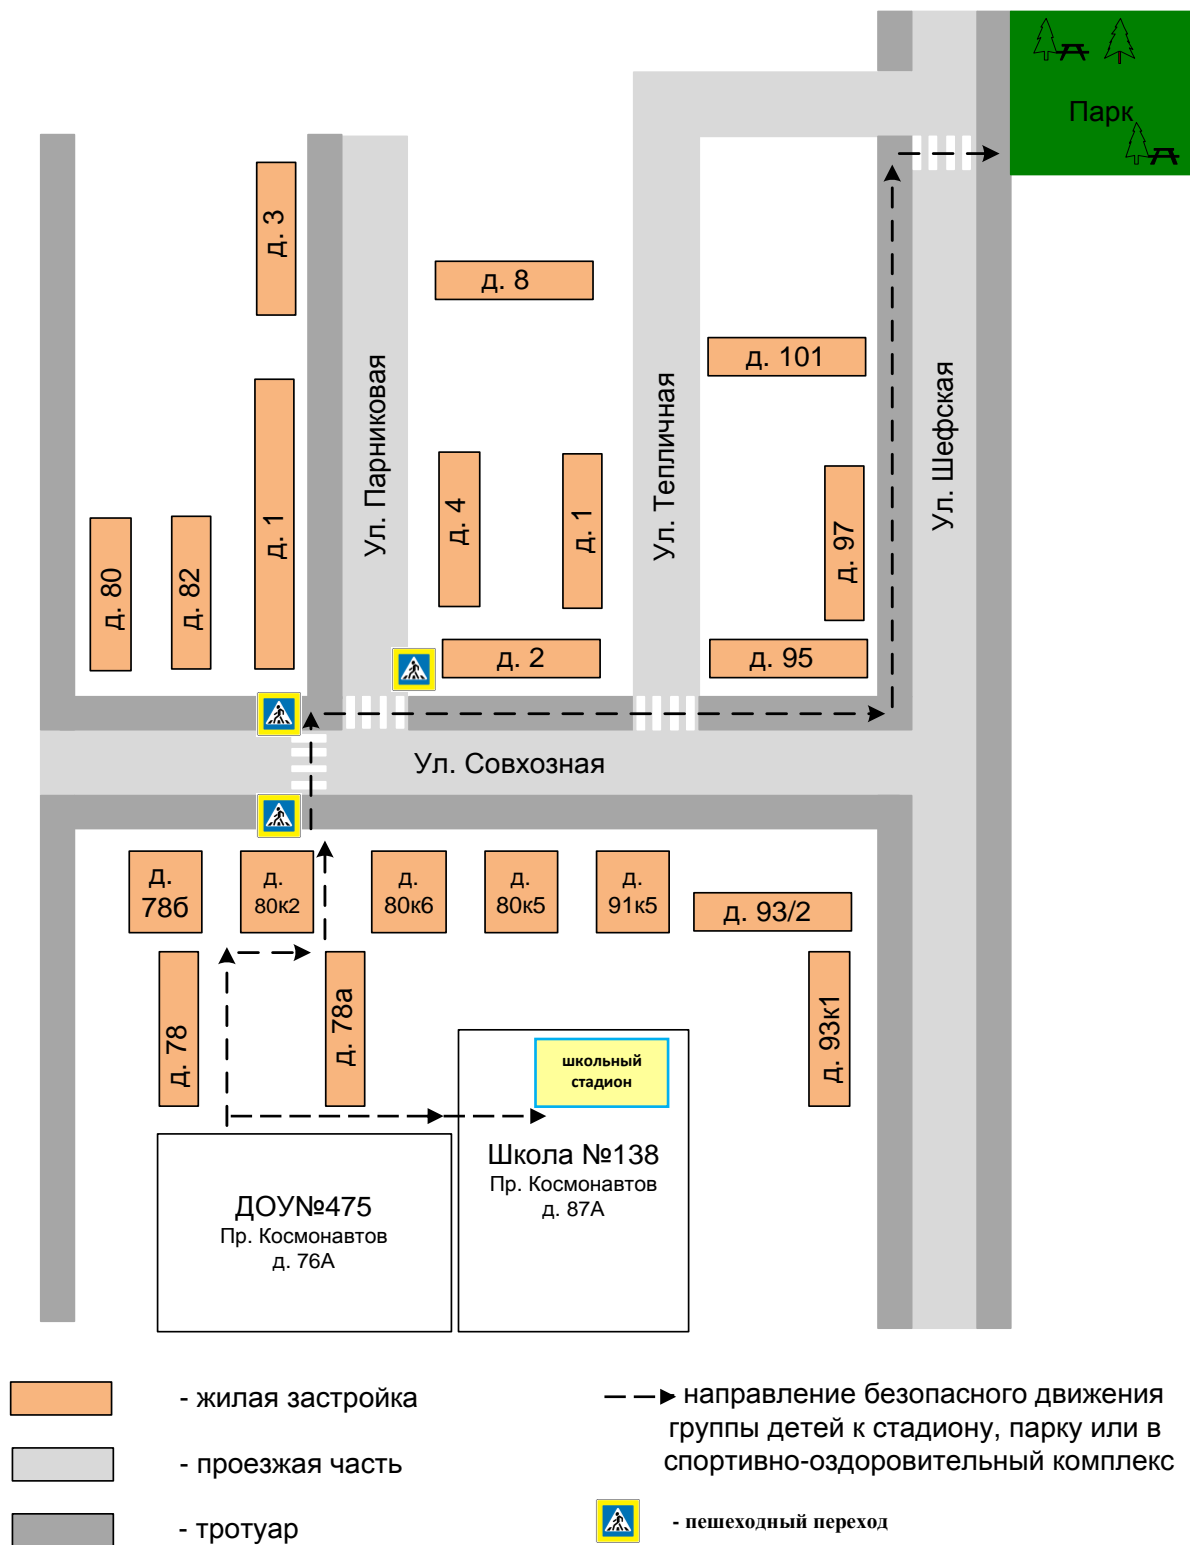 Парк
д. 3
д. 8
д. 101
Ул. Парниковая
Ул. Тепличная
Ул. Шефская
д. 80
д. 82
д. 1
д. 4
д. 1
д. 97
д. 2
д. 95
Ул. Совхозная
д.
78б
д.
80к2
д.
80к6
д.
80к5
д.
91к5
д. 93/2
д. 78
д. 78а
д. 93к1
школьный
стадион
Школа №138
Пр. Космонавтов
д. 87А
ДОУ№475
Пр. Космонавтов
д. 76А
- жилая застройка
- проезжая часть
- тротуар
направление безопасного движения
группы детей к стадиону, парку или в
спортивно-оздоровительный комплекс
- пешеходный переход